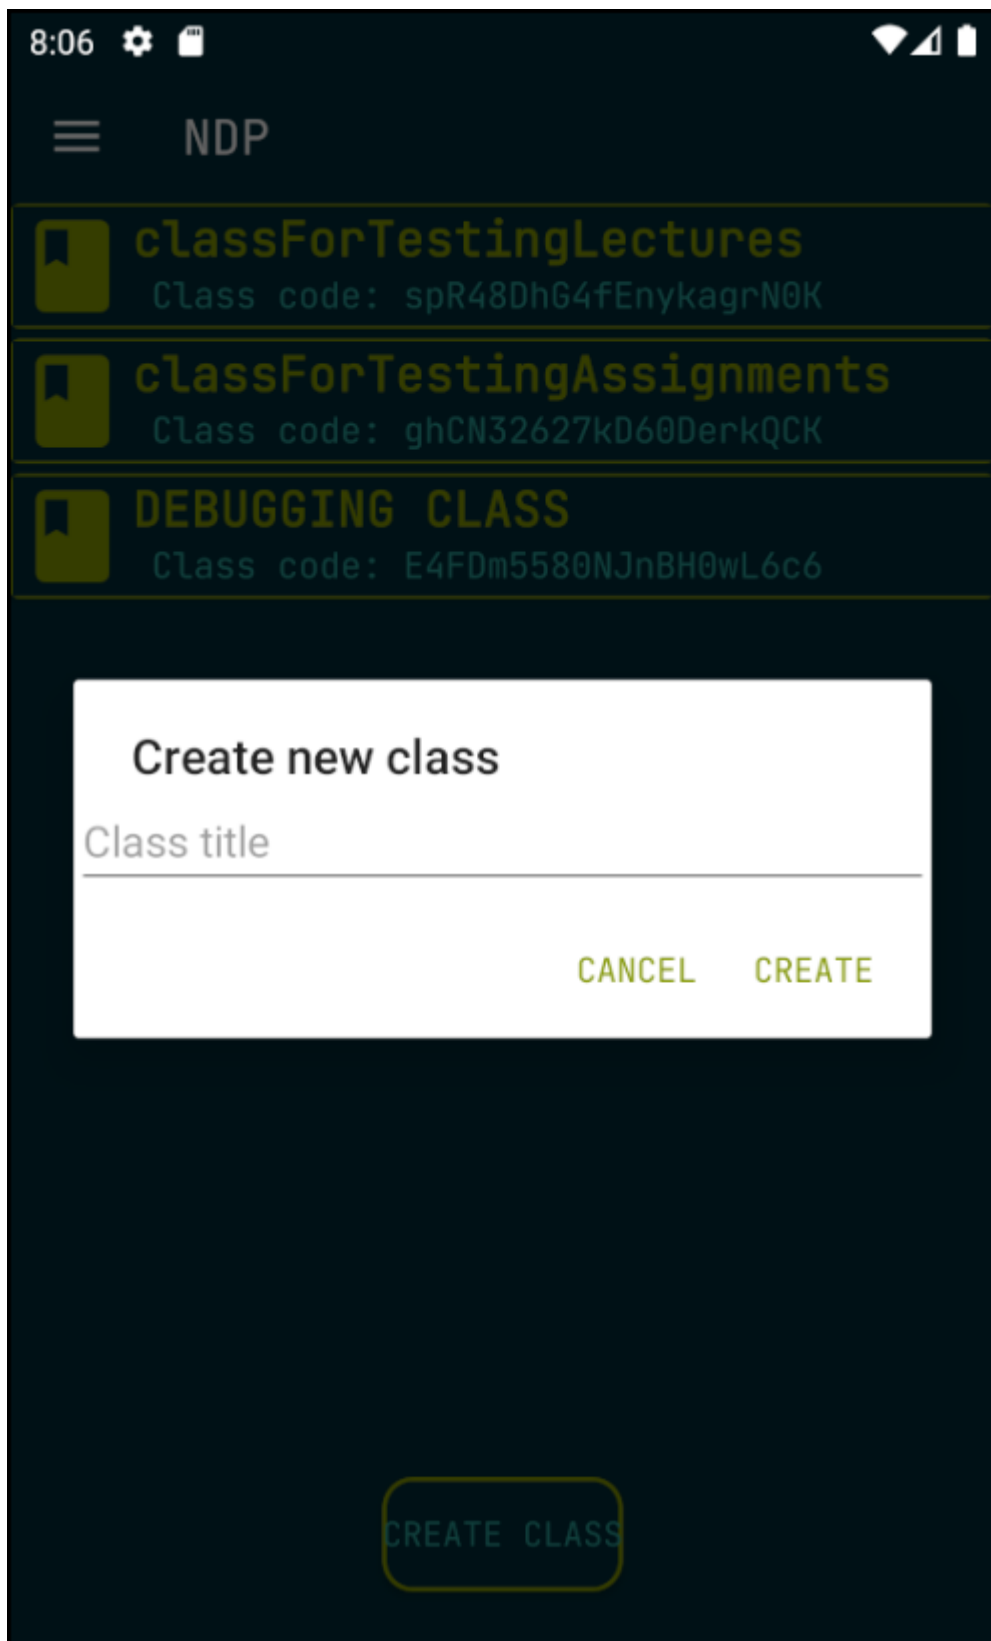 8:06
NDP
classForTestingLectures
Class code: spR48DhG4fEnykagrN0K
classForTestingAssignments
Class code: ghCN32627kD60DerkQCK
DEBUGGING CLASS
Class code: E4FDm5580NJnBH0wL6c6
Create new class
Class title
CANCEL CREATE
CREATE CLASS